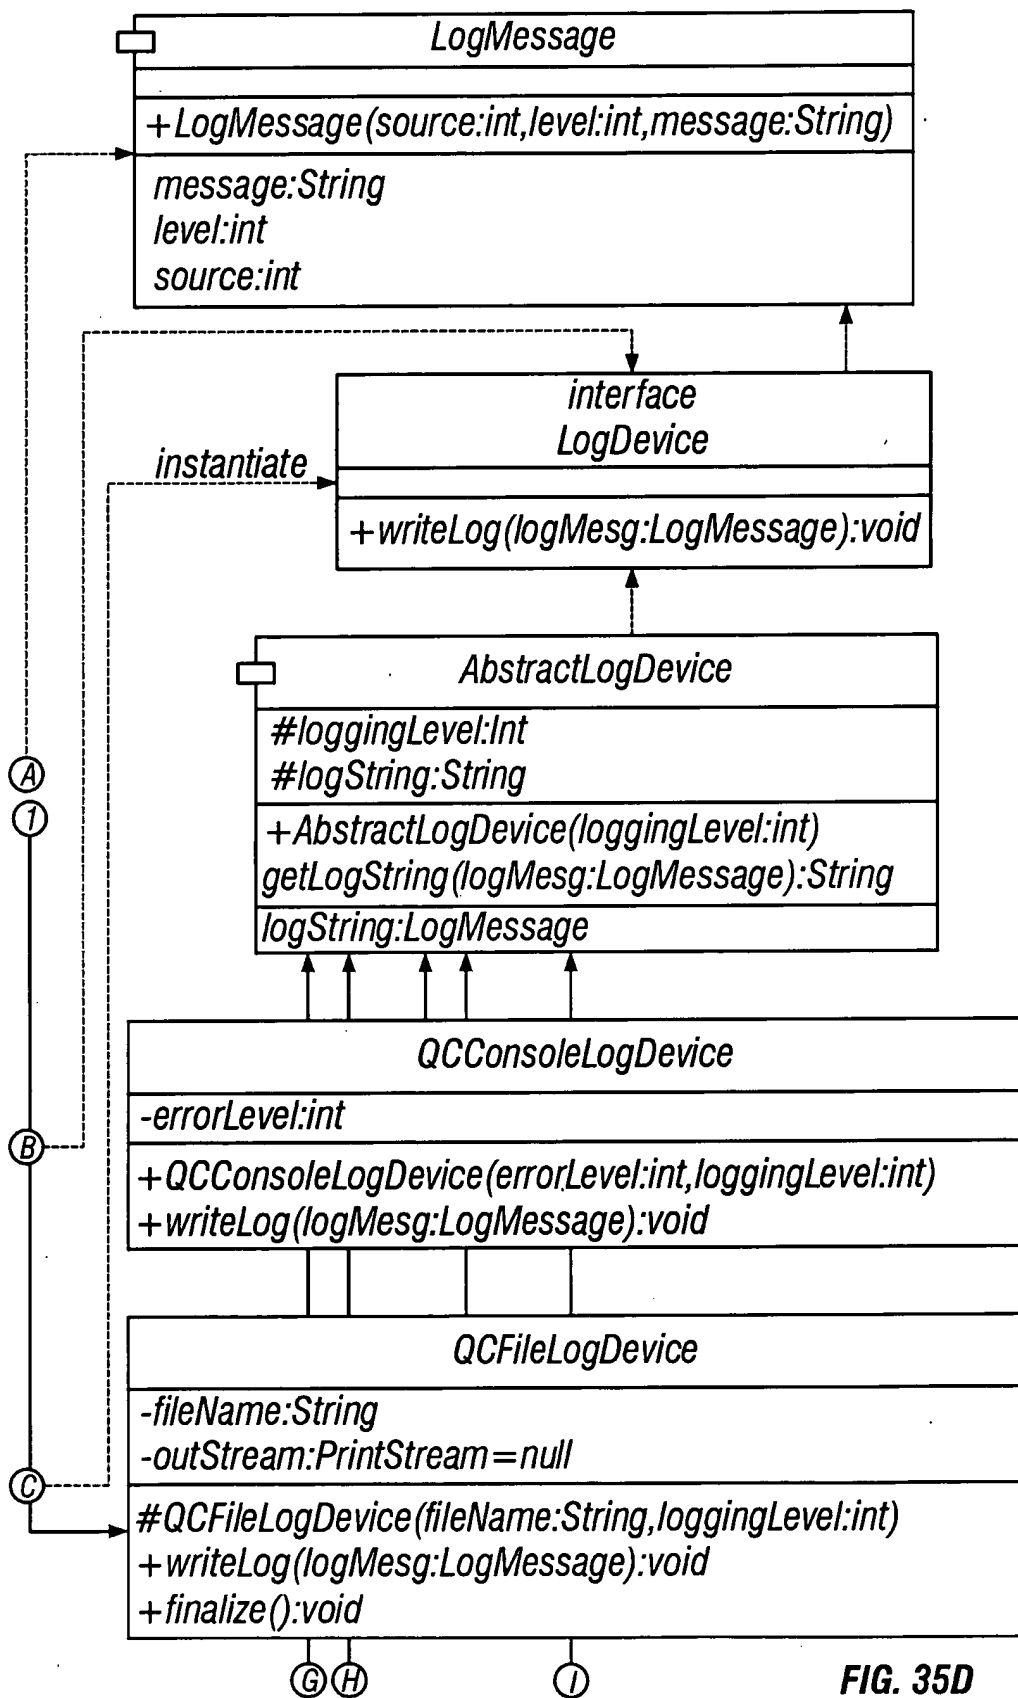 LogMessage
+LogMessage(source:int,level:int,message:String)
message:String
level:int
source:int
interface
LogDevice
instantiate
+writeLog(logMesg:LogMessage):void
AbstractLogDevice
#loggingLevel:Int
#logString:String
A
1
+AbstractLogDevice(loggingLevel:int)
getLogString(logMesg:LogMessage):String
logString:LogMessage
QCConsoleLogDevice
-errorLevel:int
B
+QCConsoleLogDevice(errorLevel:int,loggingLevel:int)
+writeLog(logMesg:LogMessage):void
QCFileLogDevice
-fileName:String
-outStream:PrintStream=null
C
#QCFileLogDevice(fileName:String,loggingLevel:int)
+writeLog(logMesg:LogMessage):void
+finalize():void
G H I
FIG. 35D